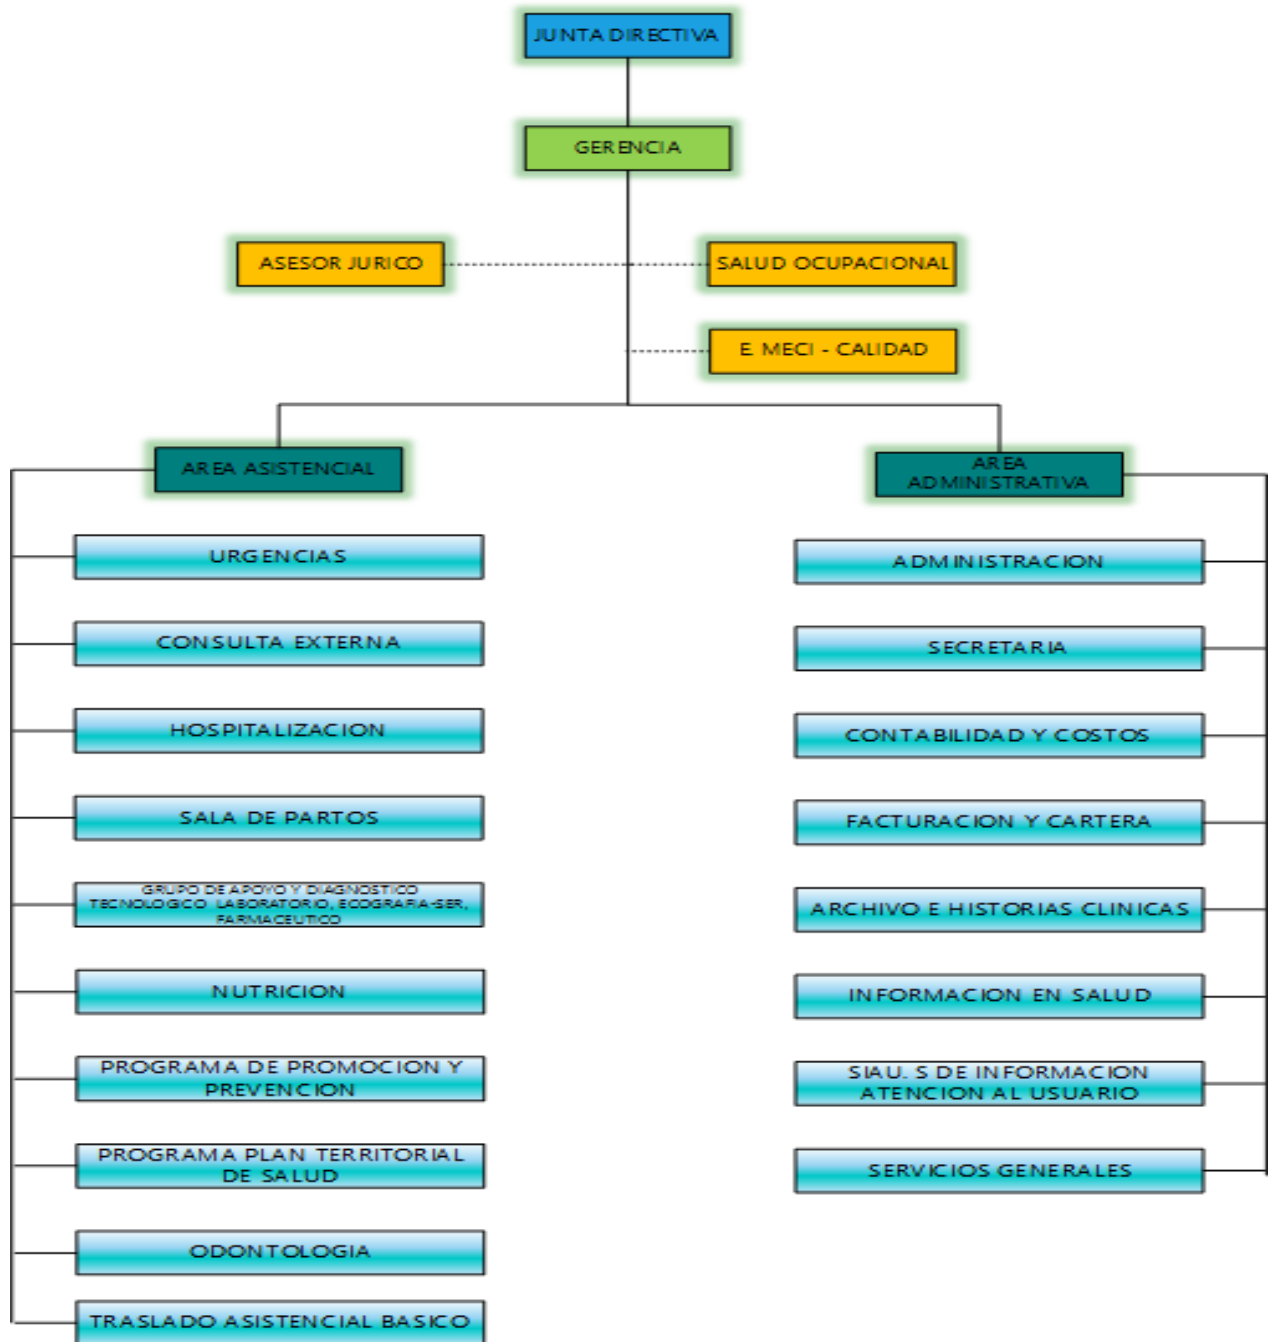 JUNTA DIRECTIVA
GERENCIA
ASESOR JURICO
SALUD OCUPACIONAL
E. MECI - CALIDAD
AREA ASISTENCIAL
URGENCIAS
CONSULTA EXTERNA
HOSPITALIZACION
SALA DE PARTOS
GRUPO DE APOYO Y DIAGNOSTICO
TECNOLOGICO LABORATORIO, ECOGRAFIA-SER,
FARMACEUTICO
NUTRICION
PROGRAMA DE PROMOCION Y
PREVENCION
PROGRAMA PLAN TERRITORIAL
DE SALUD
ODONTOLOGIA
TRASLADO ASISTENCIAL BASICO
AREA
ADMINISTRATIVA
ADMINISTRACION
SECRETARIA
CONTABILIDAD Y COSTOS
FACTURACION Y CARTERA
ARCHIVO E HISTORIAS CLINICAS
INFORMACION EN SALUD
SIAU. S DE INFORMACION
ATENCION AL USUARIO
SERVICIOS GENERALES